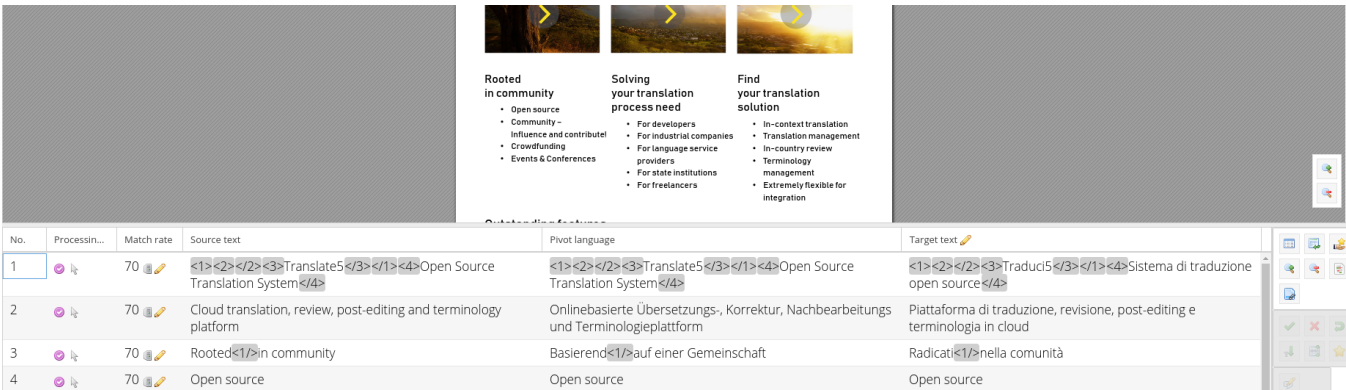 Rooted
in community
• Open source
• Community –
Influence and contribute!
• Crowdfunding
• Events & Conferences
Solving
your translation
process need
• For developers
• For industrial companies
• For language service
providers
• For state institutions
• For freelancers
Find
your translation
solution
• In-context translation
• Translation management
• In-country review
• Terminology
management
• Extremely flexible for
integration
No. Processin... Match rate Source text Pivot language Target text
1 70 <1><2></2><3>Translate5</3></1><4>Open Source
Translation System</4>
<1><2></2><3>Translate5</3></1><4>Open Source
Translation System</4>
<1><2></2><3>Traduci5</3></1><4>Sistema di traduzione
open source</4>
2 70 Cloud translation, review, post-editing and terminology
platform
Onlinebasierte Übersetzungs-, Korrektur, Nachbearbeitungs
und Terminologieplattform
Piattaforma di traduzione, revisione, post-editing e
terminologia in cloud
3 70 Rooted<1/>in community Basierend<1/>auf einer Gemeinschaft Radicati<1/>nella comunità
4 70 Open source Open source Open source